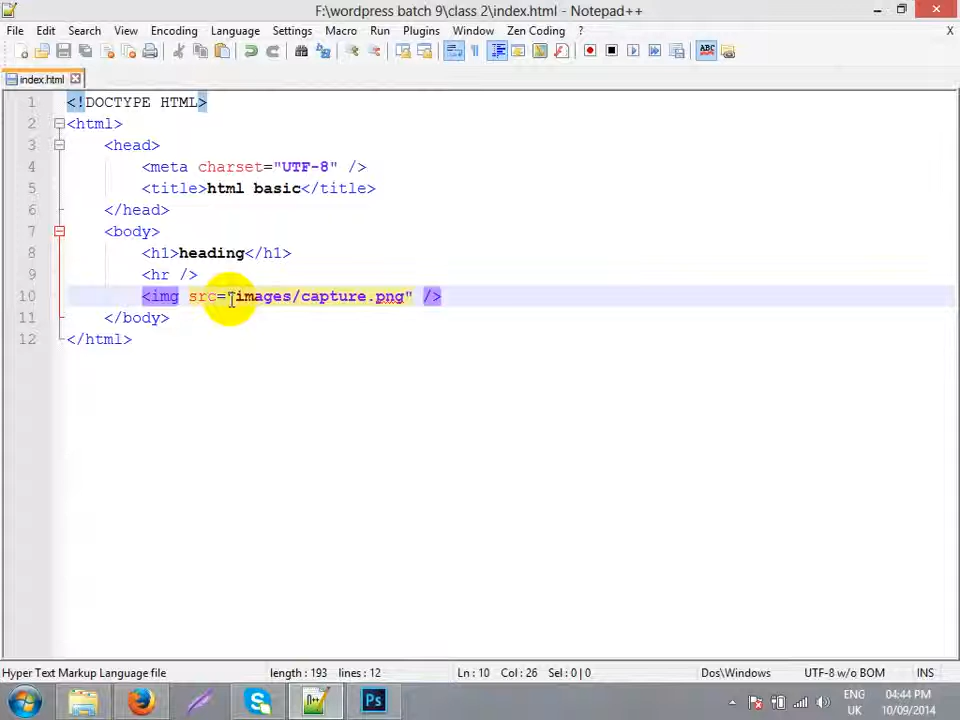 F:\wordpress batch 9\class 2\index.html - Notepad++
File Edit Search View Encoding Language Settings Macro Run Plugins Window Zen Coding ? X
ABC
index.html
1 <!DOCTYPE HTML>
2 <html>
3 <head>
4 <meta charset="UTF-8" />
5 <title>html basic</title>
6 </head>
7 <body>
8 <h1>heading</h1>
9 <hr />
10 <img src="images/capture.png" />
11 </body>
12 </html>
Hyper Text Markup Language file length : 193 lines : 12 Ln : 10 Col : 26 Sel : 0 | 0 Dos\Windows UTF-8 w/o BOM INS
Ps
ENG 04:44 PM
UK 10/09/2014